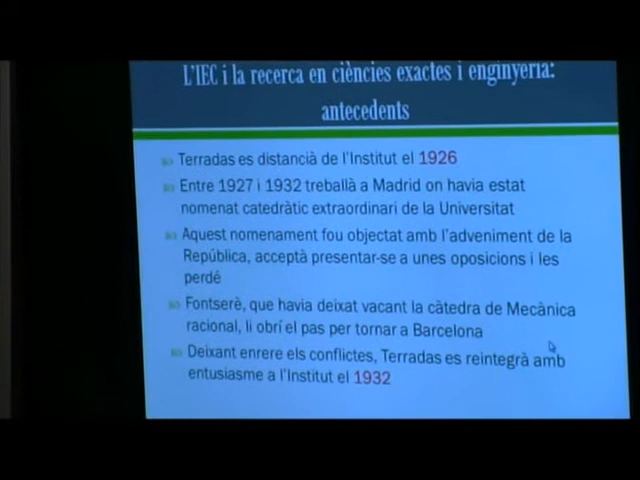 L'IEC i la recerca en ciències exactes i enginyeria:
antecedents
Terradas es distancià de l'Institut el 1926
Entre 1927 i 1932 treballà a Madrid on havia estat
nomenat catedràtic extraordinari de la Universitat
Aquest nomenament fou objectat amb l'adveniment de la
República, acceptà presentar-se a unes oposicions i les
perdé
Fontserè, que havia deixat vacant la càtedra de Mecànica
racional, li obrí el pas per tornar a Barcelona
Deixant enrere els conflictes, Terradas es reintegrà amb
entusiasme a l'Institut el 1932